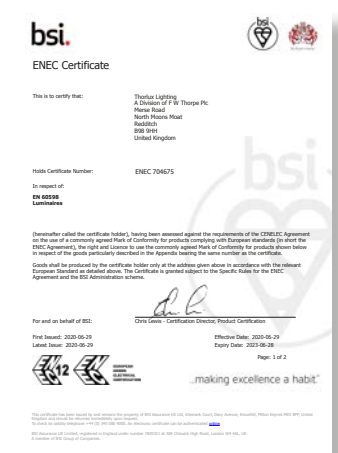 bsi.
bsi
ENEC Certificate
This is to certify that:
Thorlux Lighting
A Division of F W Thorpe Plc
Merse Road
North Moons Moat
Redditch
B98 9HH
United Kingdom
bsi
Holds Certificate Number:
ENEC 704675
In respect of:
EN 60598
Luminaires
(hereinafter called the certificate holder), having been assessed against the requirements of the CENELEC Agreement
on the use of a commonly agreed Mark of Conformity for products complying with European standards (in short the
ENEC Agreement), the right and Licence to use the commonly agreed Mark of Conformity for products shown below
in respect of the goods particularly described in the Appendix bearing the same number as the certificate.
Goods shall be produced by the certificate holder only at the address given above in accordance with the relevant
European Standard as detailed above. The Certificate is granted subject to the Specific Rules for the ENEC
Agreement and the BSI Administration scheme.
For and on behalf of BSI:
Chris Lewis - Certification Director, Product Certification
First Issued: 2020-06-29
Effective Date: 2020-06-29
Latest Issue: 2020-06-29
Expiry Date: 2023-06-28
Page: 1 of 2
12
EUROPEAN
NORMS
ELECTRICAL
CERTIFICATION
...making excellence a habit.™